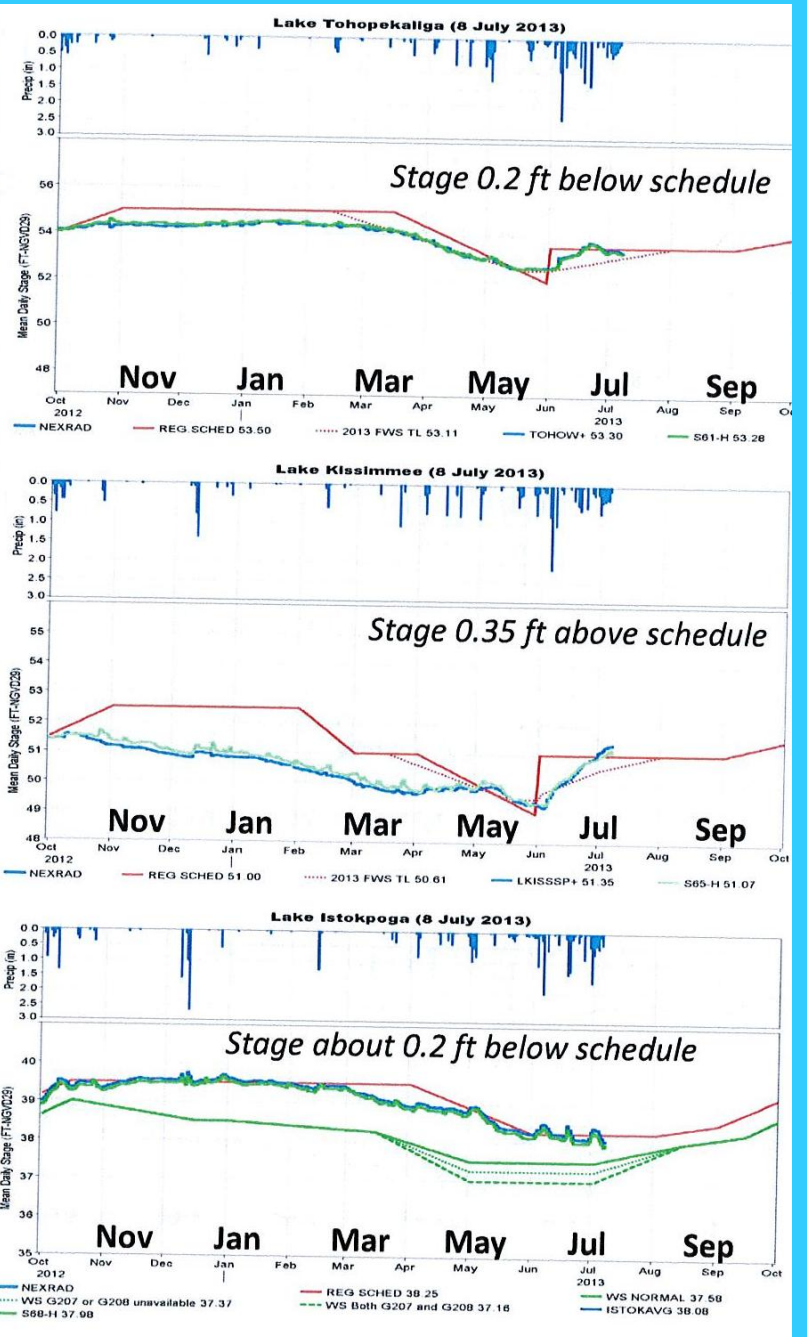 Lake Tohopekaliga (8 July 2013)
0.0
0.5
1.0
1.5
2.0
2.5
3.0
Precip (in)
Stage 0.2 ft below schedule
56
54
52
50
48
Mean Daily Stage (FT-NGVD29)
Nov Jan Mar May Jul Sep
Oct Nov Dec Jan Feb Mar Apr May Jun Jul Aug Sep
2012 2013
NEXRAD REG SCHED 53.50 2013 FWS TL 53.11 TOHOW+ 53.30 S61-H 53.28
Lake Kissimmee (8 July 2013)
0.0
0.5
1.0
1.5
2.0
2.5
3.0
Precip (in)
Stage 0.35 ft above schedule
55
54
53
52
51
50
49
48
Mean Daily Stage (FT-NGVD29)
Nov Jan Mar May Jul Sep
Oct Nov Dec Jan Feb Mar Apr May Jun Jul Aug Sep Oct
2012 2013
NEXRAD REG SCHED 51.00 2013 FWS TL 50.61 LKISSSP+ 51.35 S65-H 51.07
Lake Istokpoga (8 July 2013)
0.0
0.5
1.0
1.5
2.0
2.5
3.0
Precip (in)
Stage about 0.2 ft below schedule
40
39
38
37
36
35
Mean Daily Stage (FT-NGVD29)
Nov Jan Mar May Jul Sep
Oct Nov Dec Jan Feb Mar Apr May Jun Jul Aug Sep Oct
2012 2013
NEXRAD REG SCHED 38.25 WS NORMAL 37.58
WS G207 or G208 unavailable 37.37 WS Both G207 and G208 37.16 ISTOKAVG 38.08
S68-H 37.98